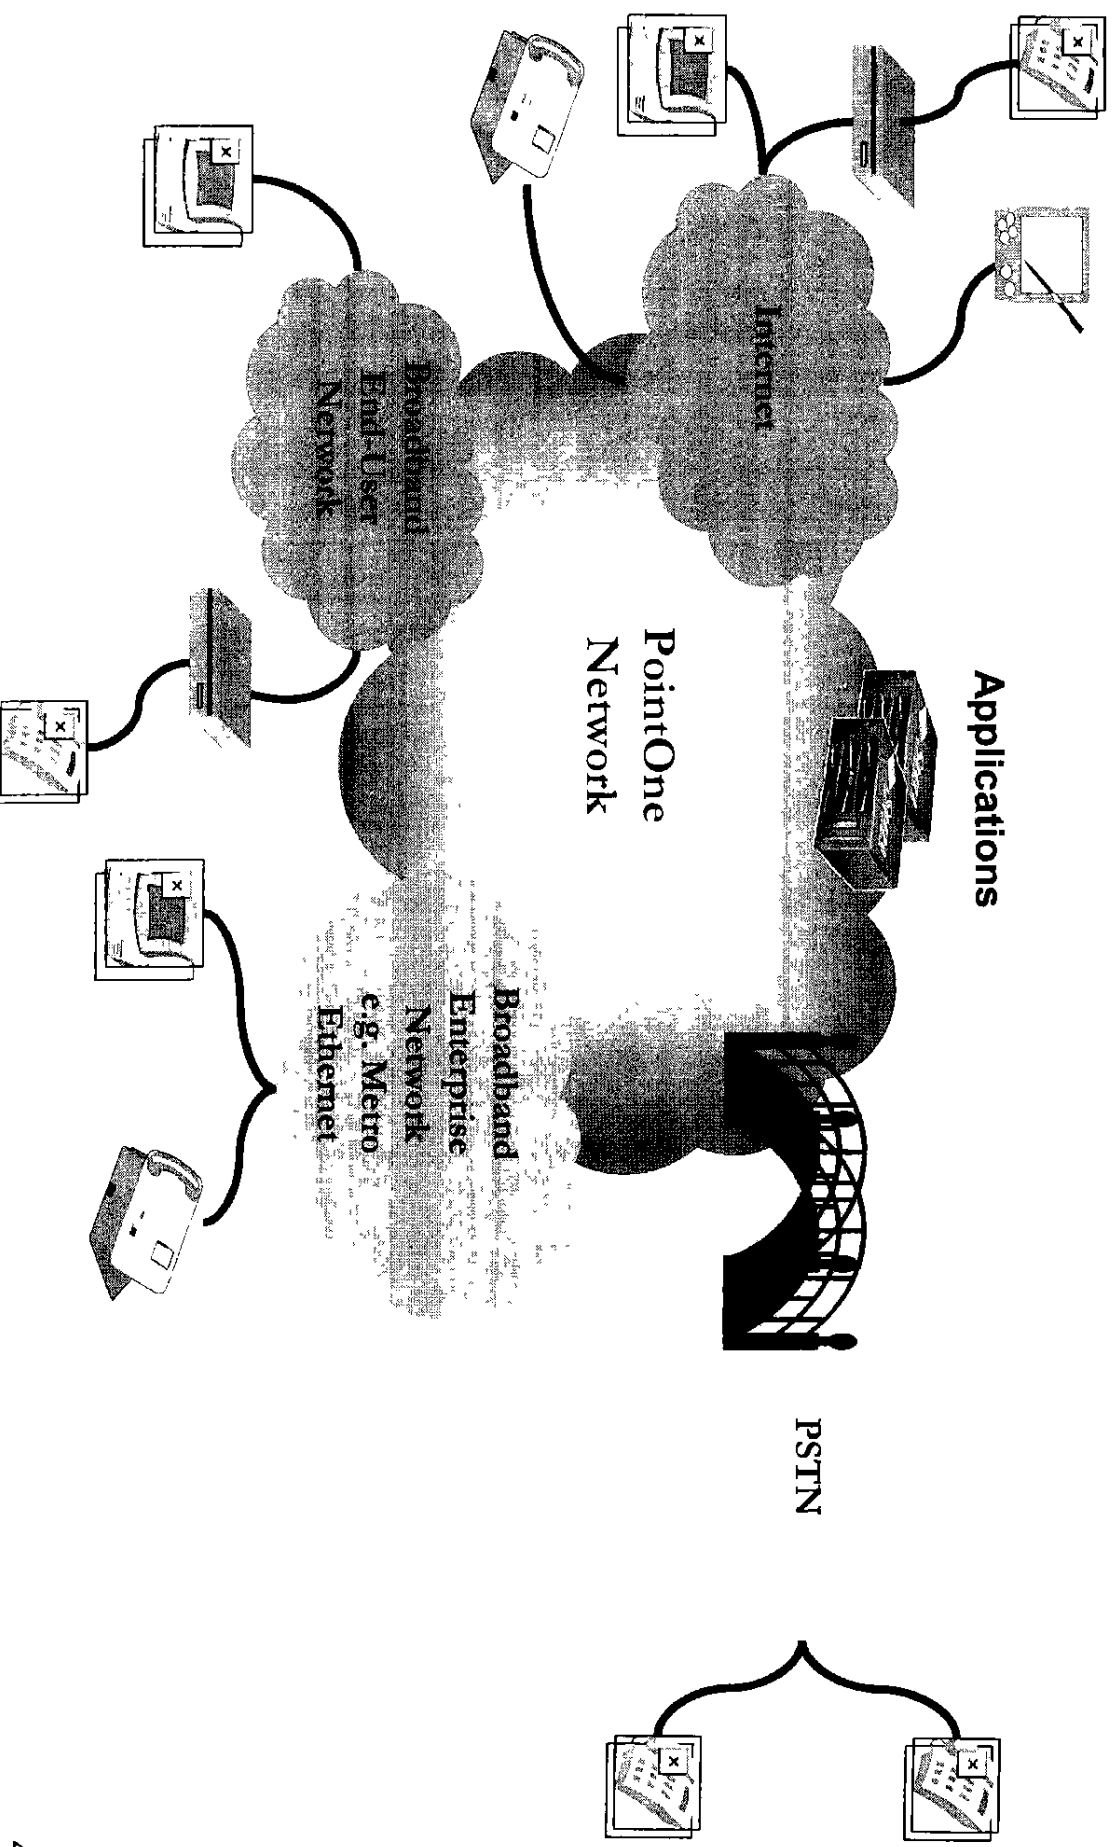 Applications
Internet
PointOne
Network
PSTN
Broadband
End-User
Network
Broadband
Enterprise
Network
e.g. Metro
Ethernet